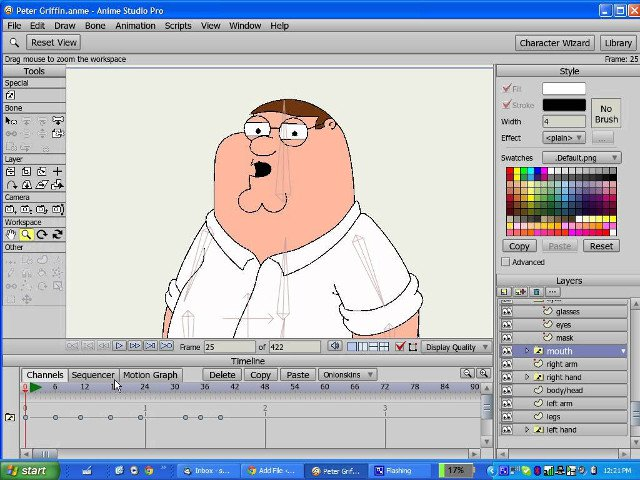 Peter Griffin.anme - Anime Studio Pro
File Edit Draw Bone Animation Scripts View Window Help
Reset View Character Wizard Library
Drag mouse to zoom the workspace Frame: 25
Tools
Special
Bone
Layer
Camera
Workspace
Other
Style
Fill
Stroke
No Brush
Width 4
Effect <plain> ...
Swatches .Default.png
Copy Paste Reset
Advanced
Layers
glasses
eyes
mask
mouth
right arm
right hand
body/head
left arm
legs
left hand
Frame 25 of 422 Display Quality
Timeline
Channels Sequencer Motion Graph Delete Copy Paste Onionskins
0 6 12 18 24 30 36 42 48 54 60 66 72 78 84 90
0 1 2 3
start Inbox - s... Add File -... Peter Grif... Flashing 17% 12:21 PM